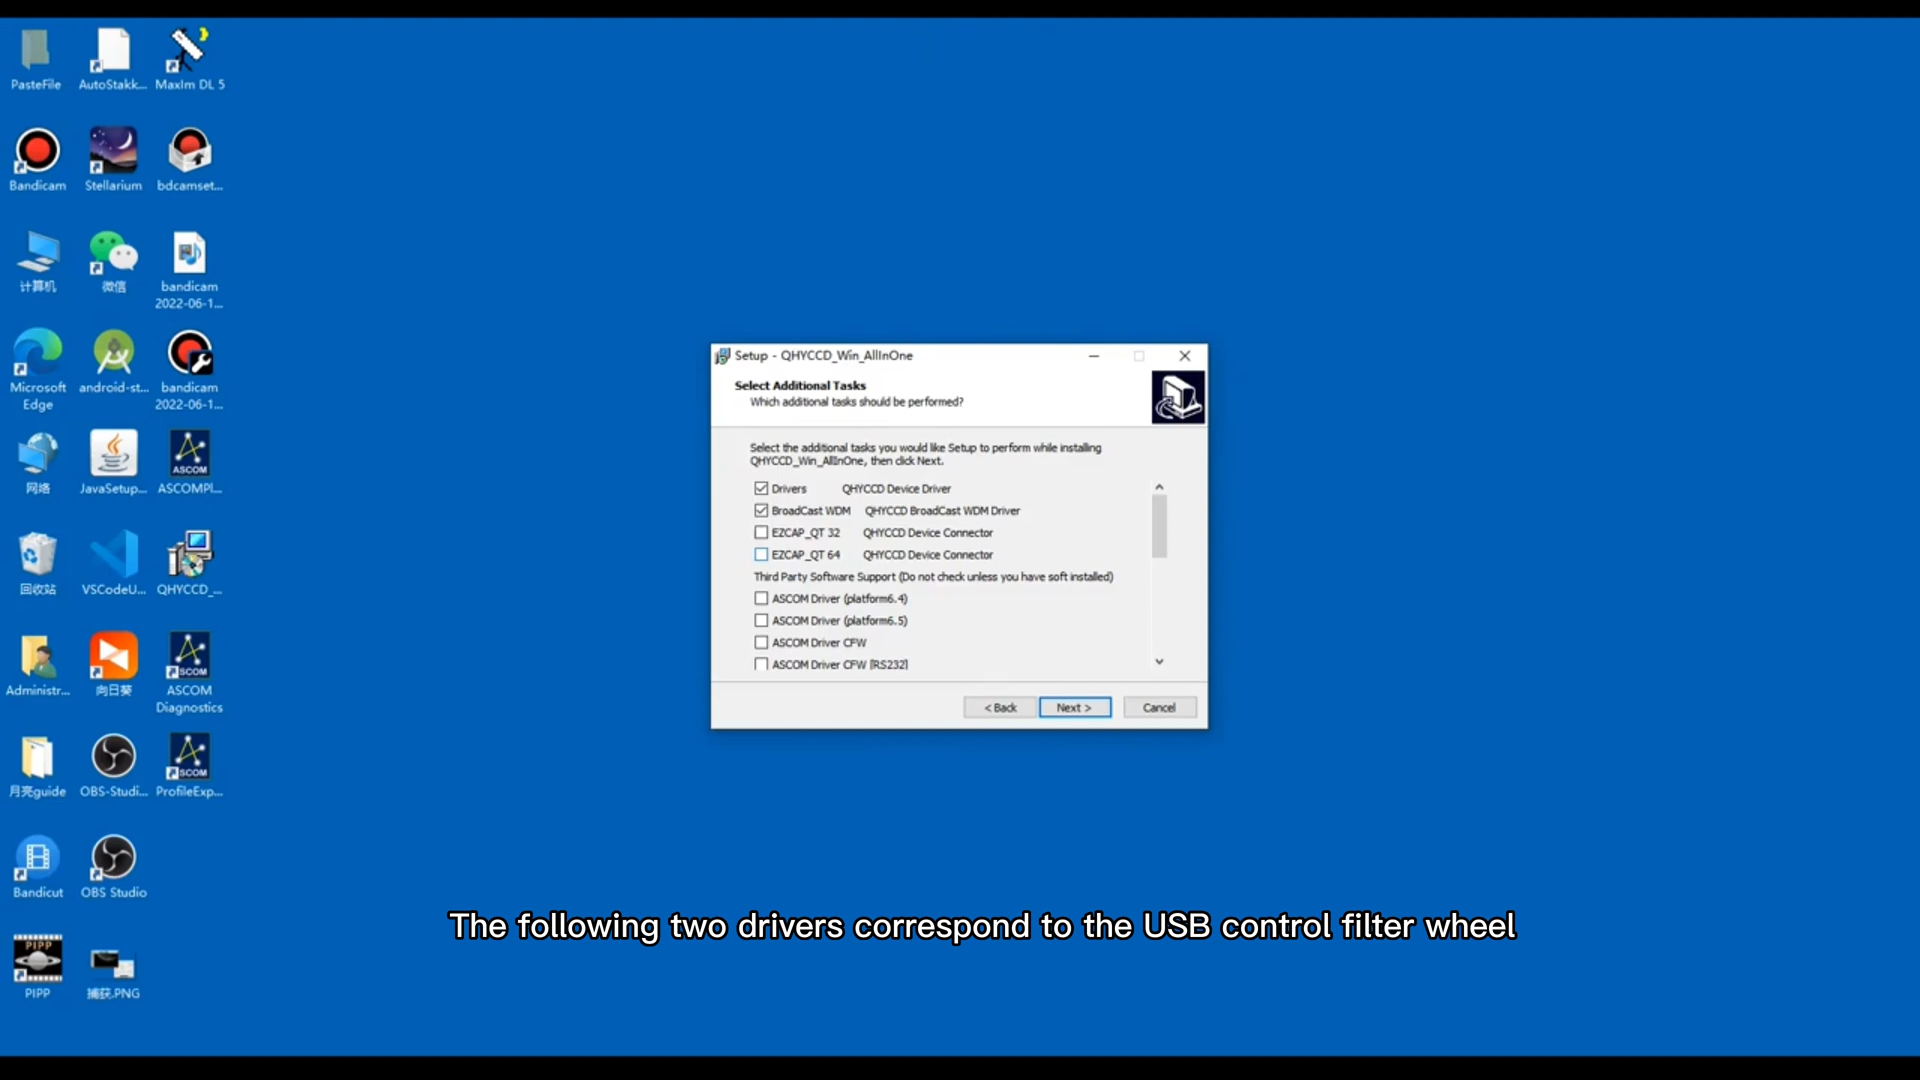 PasteFile
AutoStakk...
MaxIm DL 5
Bandicam
Stellarium
bdcamset...
计算机
微信
bandicam
2022-06-1...
Microsoft
Edge
android-st...
bandicam
2022-06-1...
网络
JavaSetup...
ASCOM
ASCOMPl...
回收站
VSCodeU...
QHYCCD_...
Administr...
向日葵
SCOM
ASCOM
Diagnostics
月亮guide
OBS-Studi...
SCOM
ProfileExp...
Bandicut
OBS Studio
PIPP
PIPP
捕获.PNG
Setup - QHYCCD_Win_AllInOne
Select Additional Tasks
Which additional tasks should be performed?
Select the additional tasks you would like Setup to perform while installing
QHYCCD_Win_AllInOne, then click Next.
Drivers QHYCCD Device Driver
BroadCast WDM QHYCCD BroadCast WDM Driver
EZCAP_QT 32 QHYCCD Device Connector
EZCAP_QT 64 QHYCCD Device Connector
Third Party Software Support (Do not check unless you have soft installed)
ASCOM Driver (platform6.4)
ASCOM Driver (platform6.5)
ASCOM Driver CFW
ASCOM Driver CFW [RS232]
< Back
Next >
Cancel
The following two drivers correspond to the USB control filter wheel